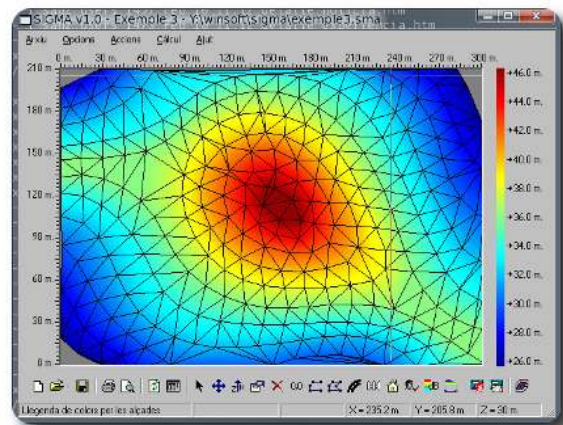 SIGMA v1.0 - Exemple 3 - Y:\winsoft\sigma\exemple3.sma
Arxiu Opcions Accions Càlcul Ajut
0 m. 30 m. 60 m. 90 m. 120 m. 150 m. 180 m. 210 m. 240 m. 270 m. 300 m.
210 m.
180 m.
150 m.
120 m.
90 m.
60 m.
30 m.
0 m.
+46.0 m.
+44.0 m.
+42.0 m.
+40.0 m.
+38.0 m.
+36.0 m.
+34.0 m.
+32.0 m.
+30.0 m.
+28.0 m.
+26.0 m.
Llegenda de colors per les alçades X = 235.2 m. Y = 205.8 m. Z = 30 m.